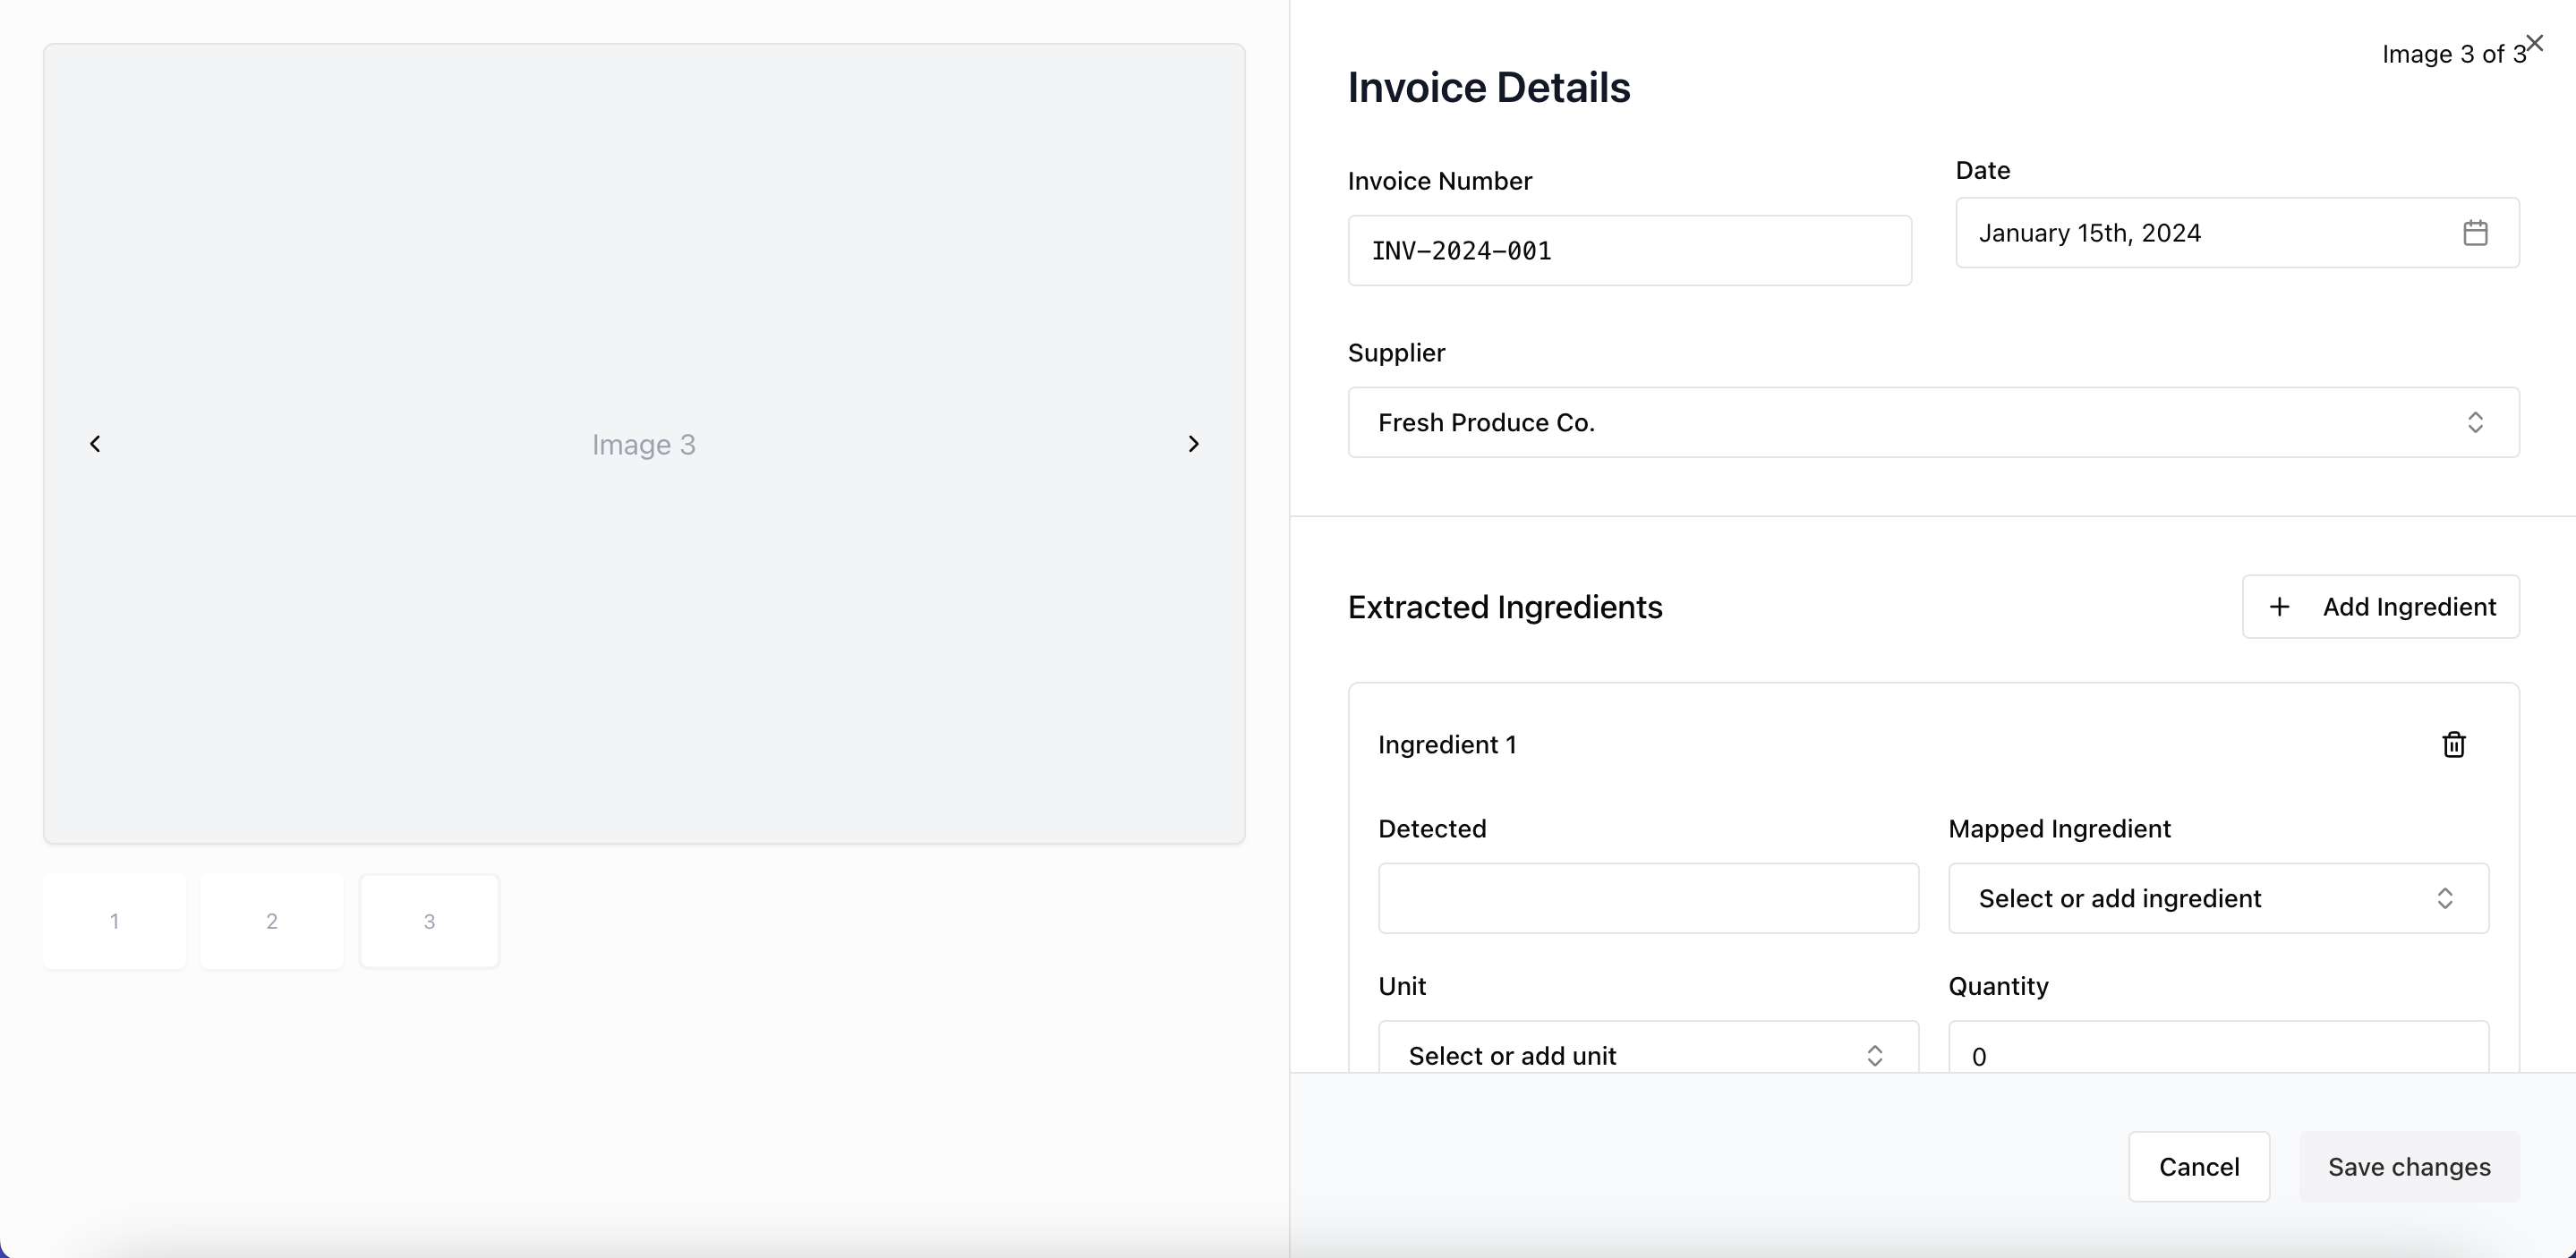 Image 3
1 2 3
Image 3 of 3
Invoice Details
Invoice Number
INV-2024-001
Date
January 15th, 2024
Supplier
Fresh Produce Co.
Extracted Ingredients
Add Ingredient
Ingredient 1
Detected
Mapped Ingredient
Select or add ingredient
Unit
Select or add unit
Quantity
0
Cancel
Save changes